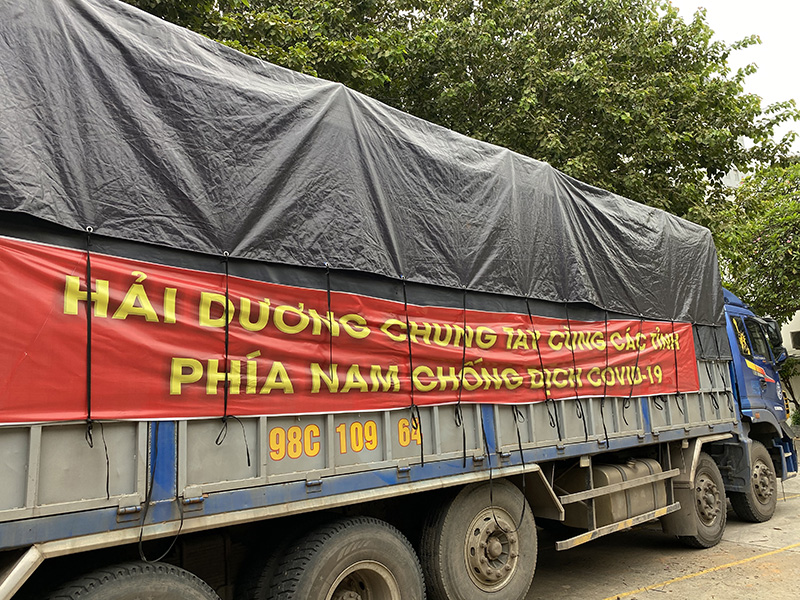 HẢI DƯƠNG CHUNG TAY CÙNG CÁC TỈNH
PHÍA NAM CHỐNG DỊCH COVID-19
98C 109 64